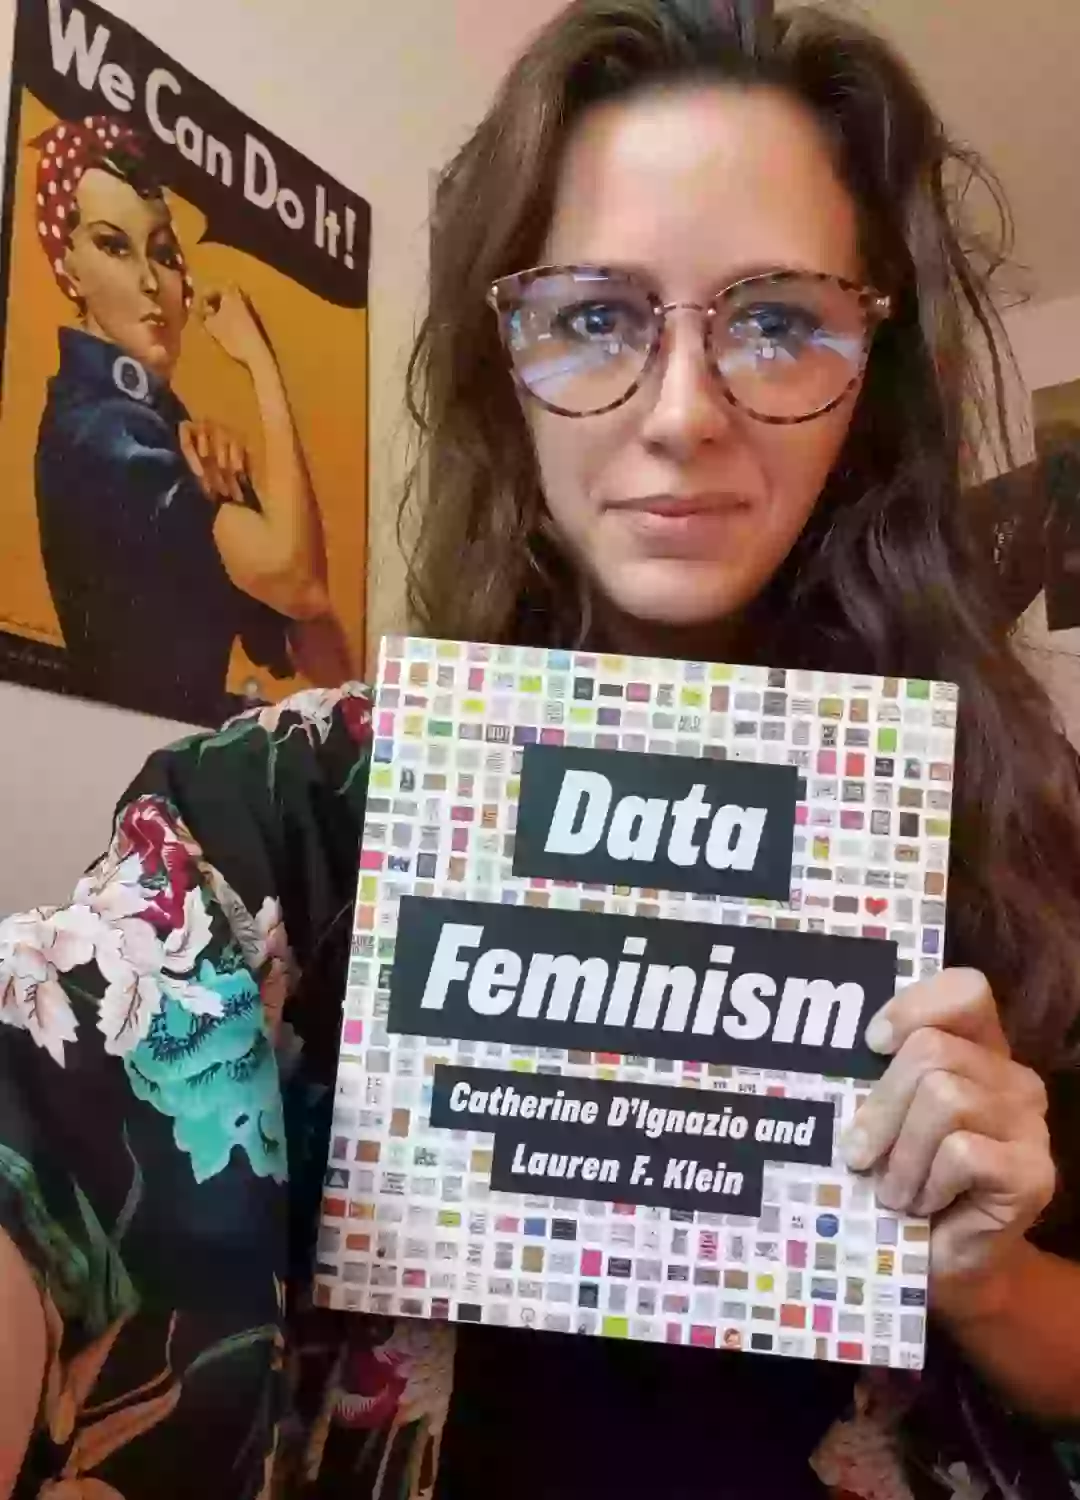 We Can Do It!
Data
Feminism
Catherine D'Ignazio and
Lauren F. Klein